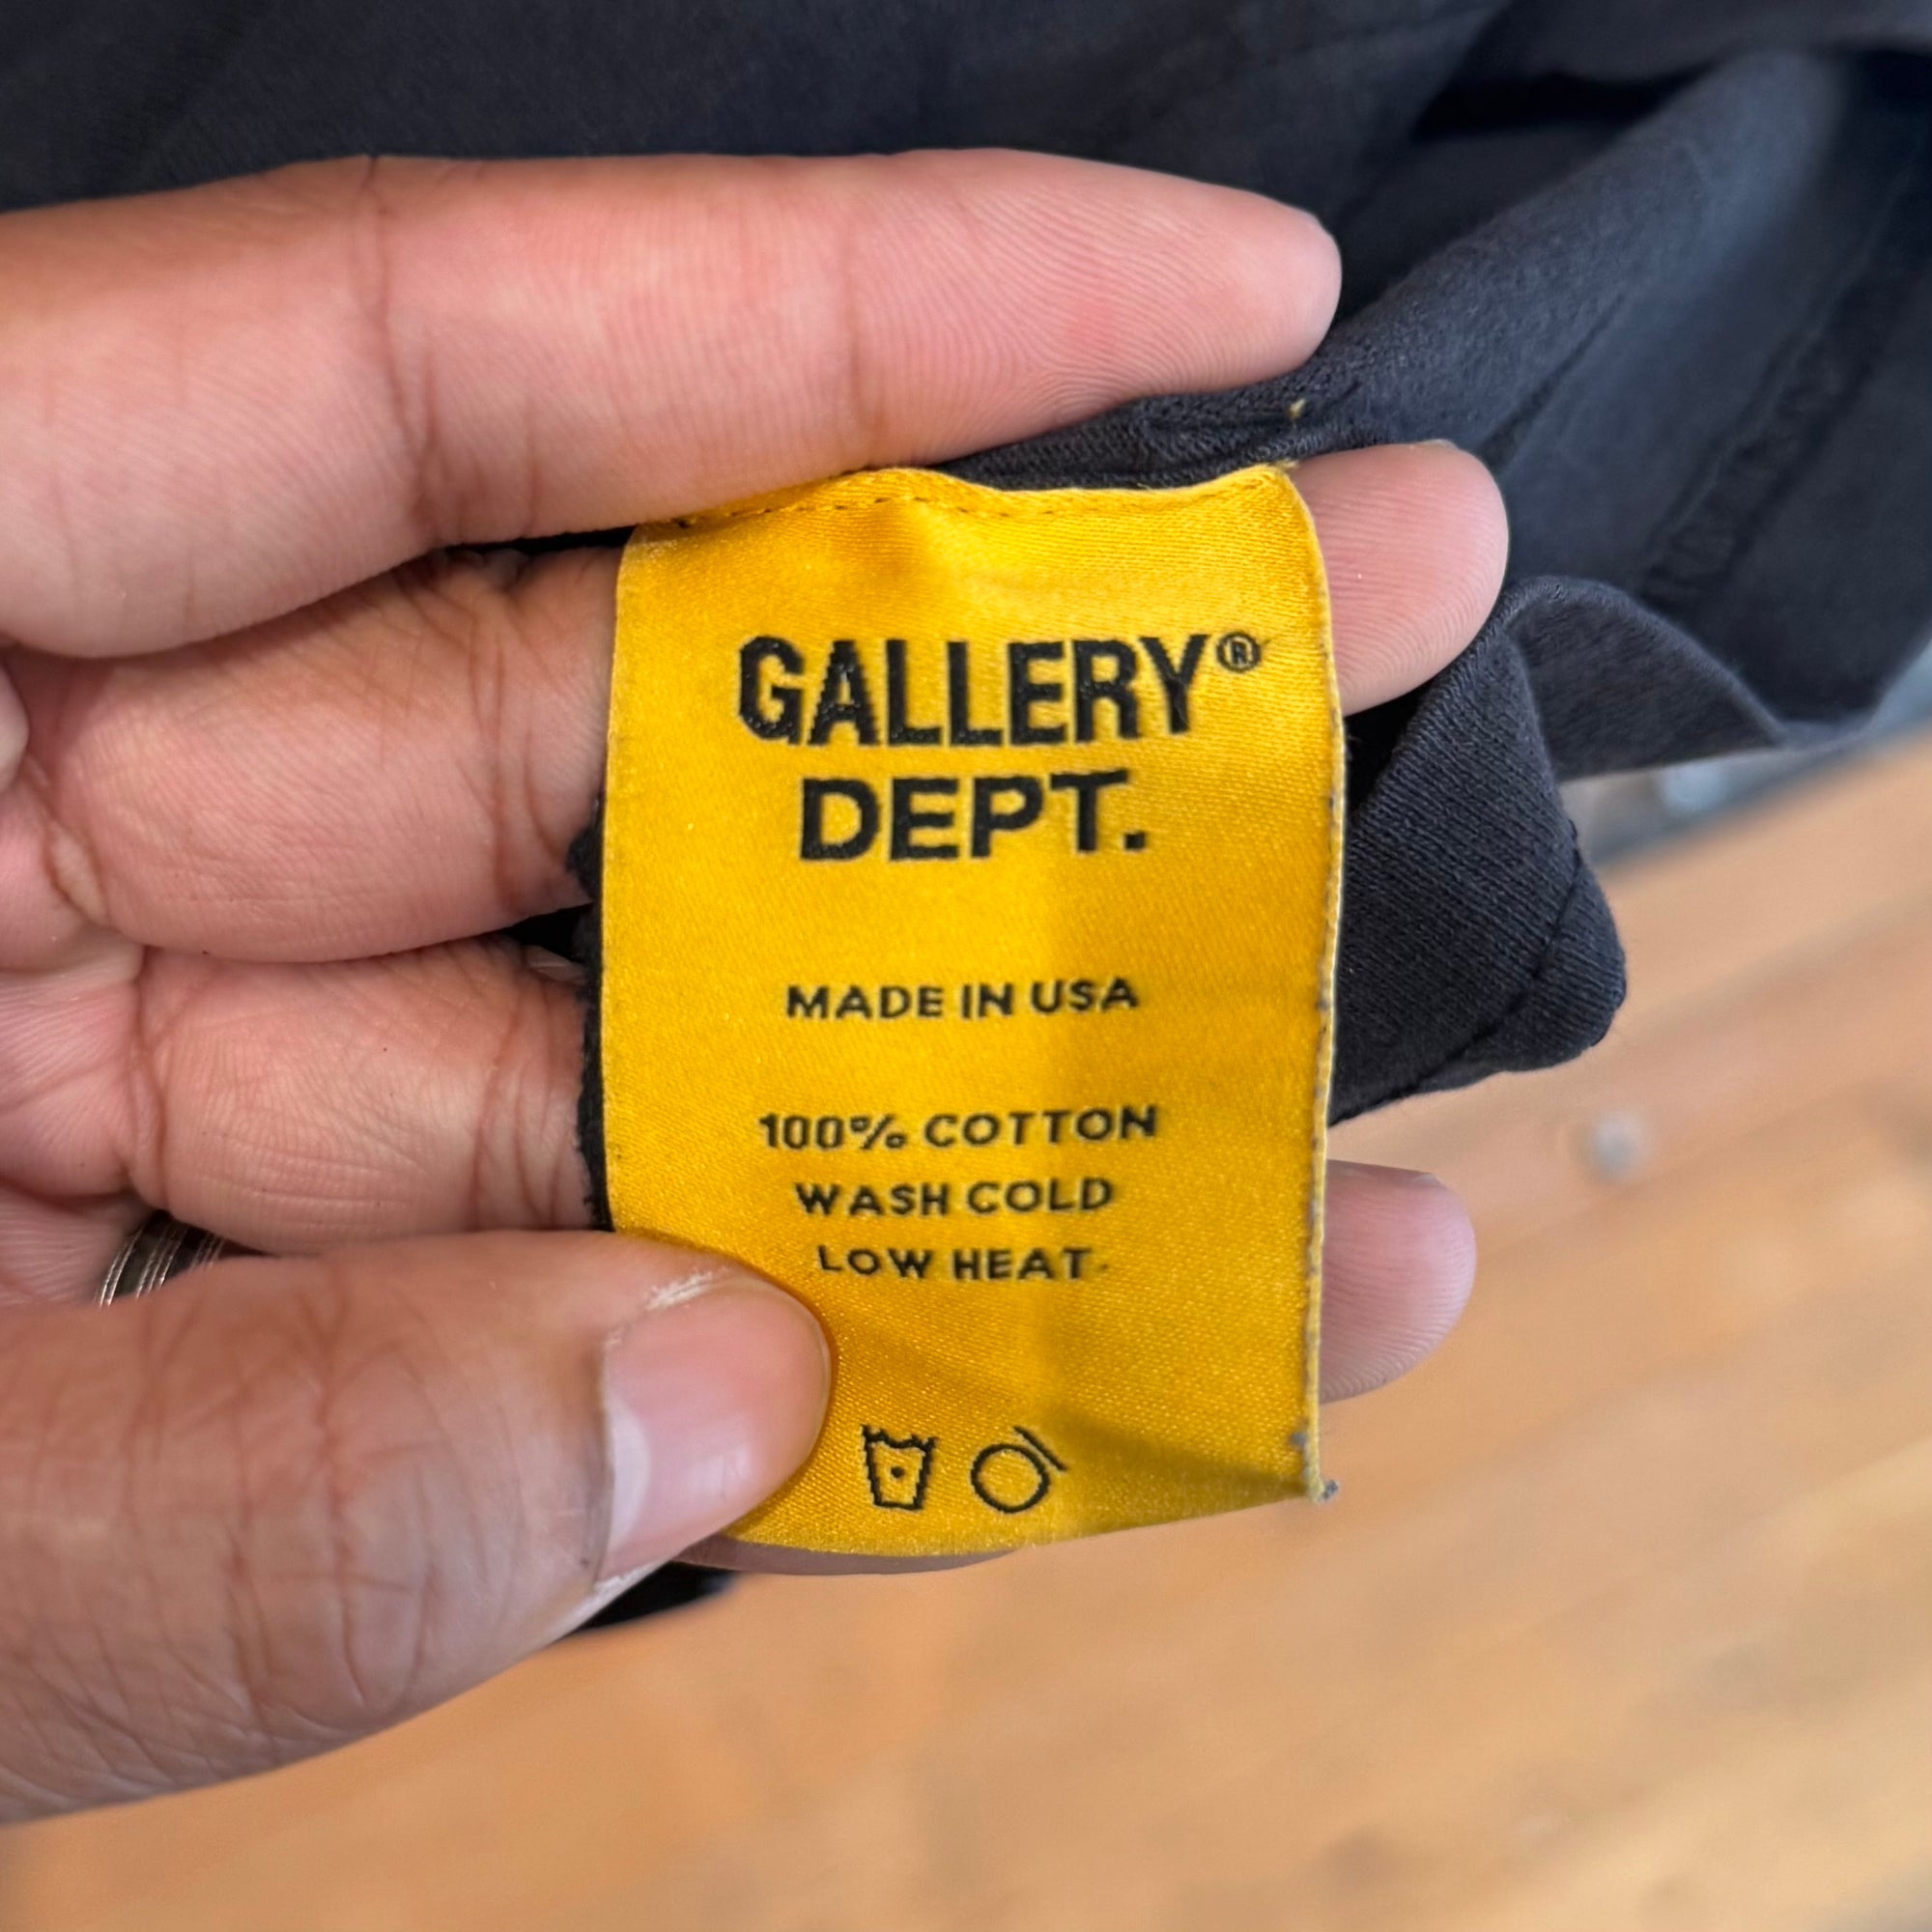 GALLERY®
DEPT.
MADE IN USA
100% COTTON
WASH COLD
LOW HEAT